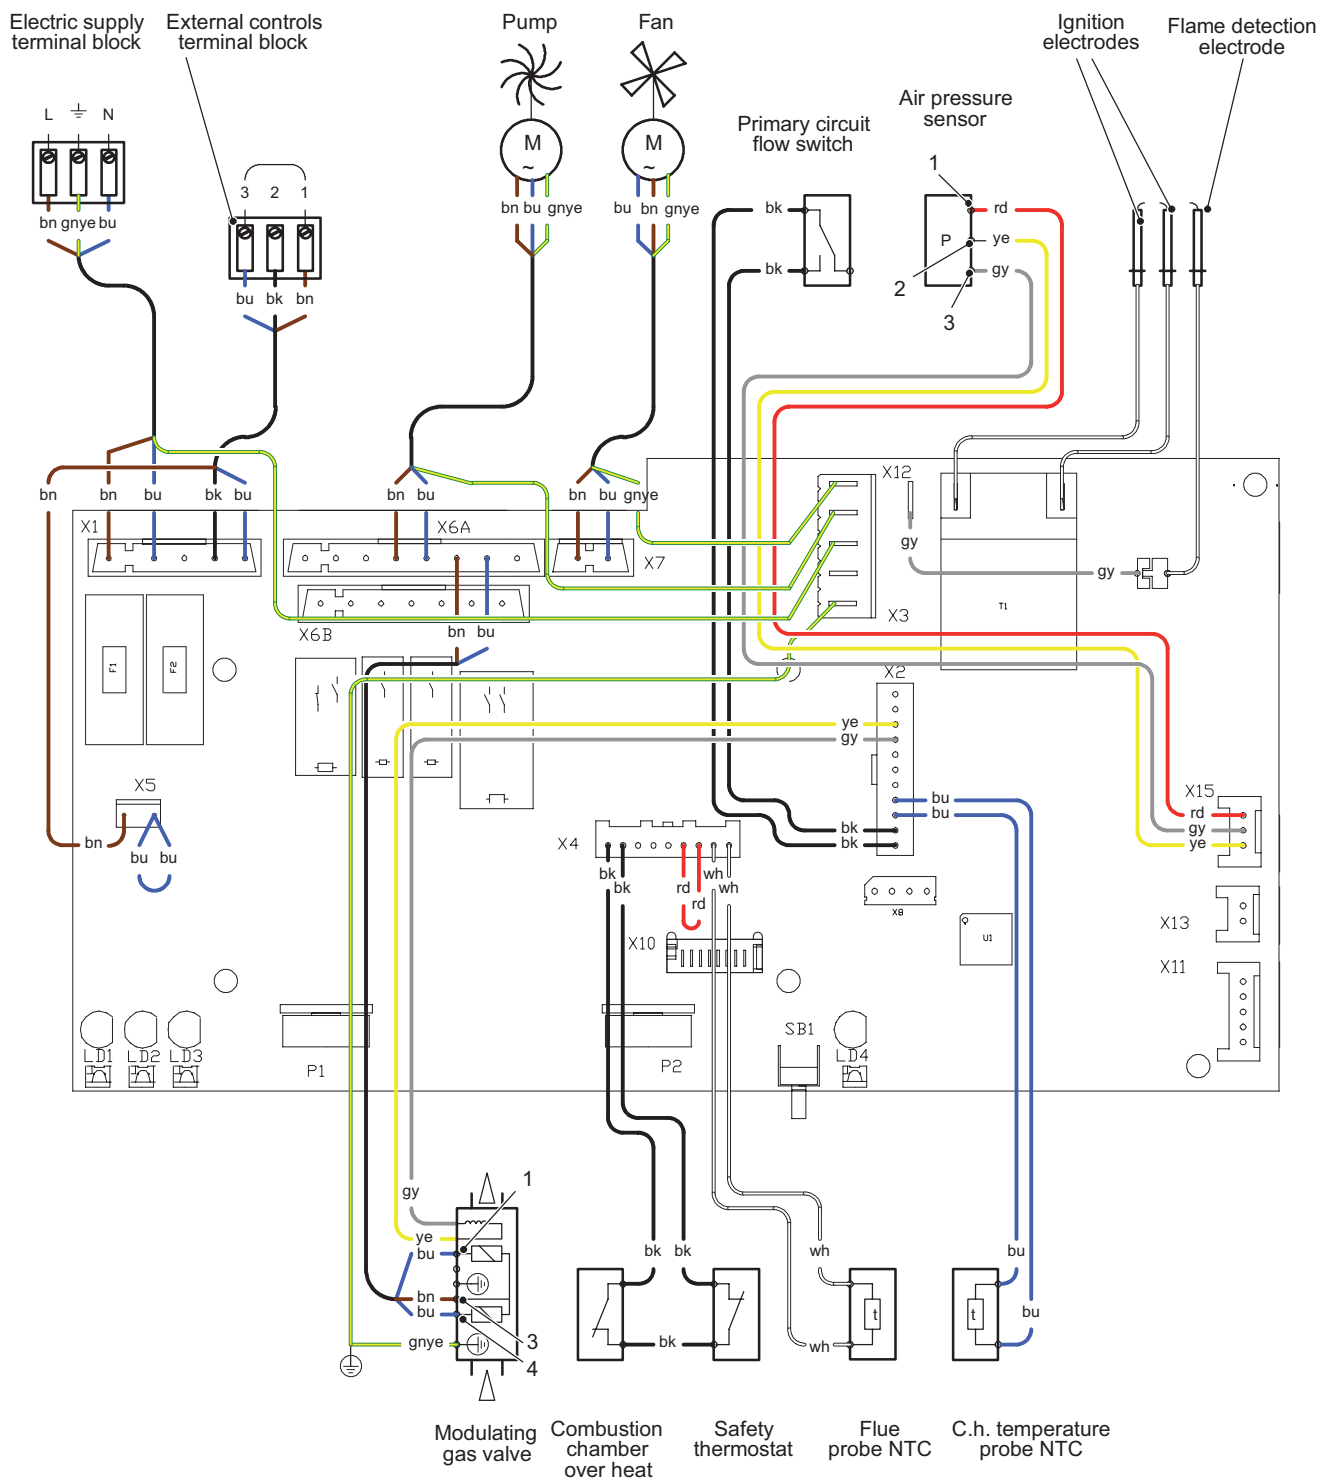 Electric supply
terminal block
External controls
terminal block
Pump
Fan
Ignition
electrodes
Flame detection
electrode
Air pressure
sensor
Primary circuit
flow switch
L
N
M
~
M
~
1
3
2
1
bn
gnye
bu
bn
bu
gnye
bu
bn
gnye
bk
bk
P
rd
ye
gy
2
3
bu
bk
bn
bn
bn
bu
bk
bu
bn
bu
bn
bu
gnye
X12
X1
X6A
X7
gy
gy
X6B
bn
bu
X3
T1
F1
F2
X2
ye
gy
X5
bn
bu
bu
bu
bu
X15
rd
gy
ye
bk
bk
X4
bk
bk
rd
rd
wh
wh
X8
X13
X10
U1
X11
LD1
LD2
LD3
P1
P2
SB1
LD4
1
gy
ye
bu
bn
bu
gnye
3
4
bk
bk
bk
wh
wh
t
t
bu
bu
Modulating
gas valve
Combustion
chamber
over heat
Safety
thermostat
Flue
probe NTC
C.h. temperature
probe NTC